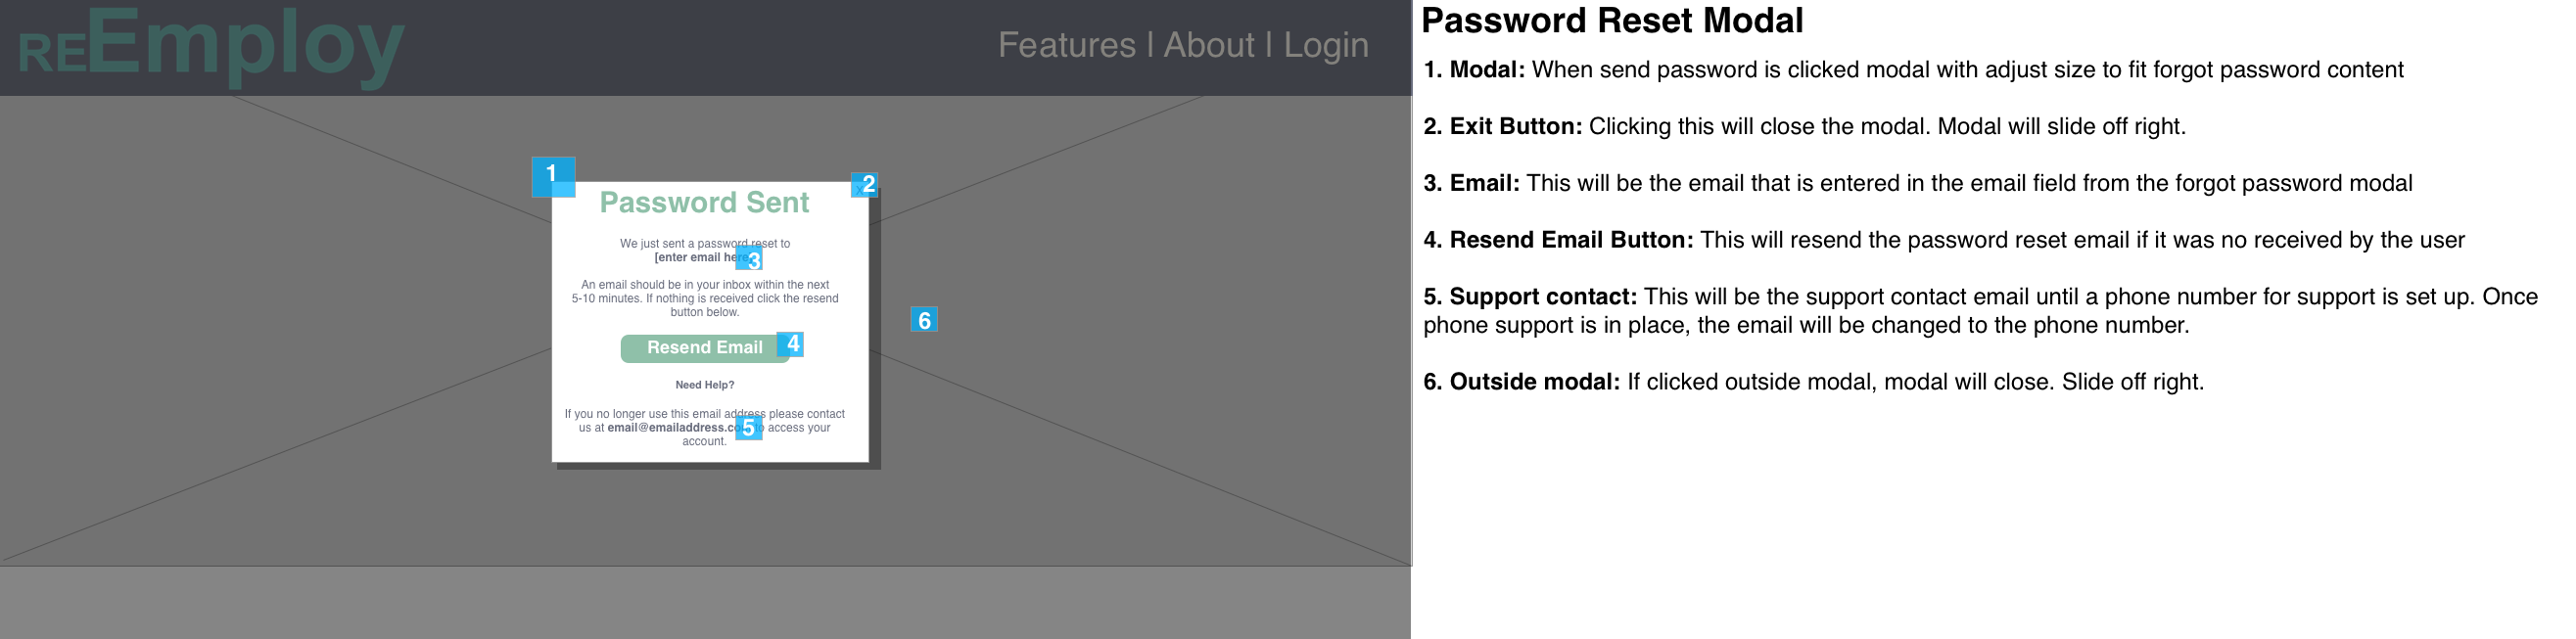 REEmploy
Features | About | Login
1
2
Password Sent
We just sent a password reset to
[enter email here
3
An email should be in your inbox within the next
5-10 minutes. If nothing is received click the resend
button below.
Resend Email
4
6
Need Help?
If you no longer use this email address please contact
us at email@emailaddress.co to access your
5
account.
Password Reset Modal
1. Modal: When send password is clicked modal with adjust size to fit forgot password content
2. Exit Button: Clicking this will close the modal. Modal will slide off right.
3. Email: This will be the email that is entered in the email field from the forgot password modal
4. Resend Email Button: This will resend the password reset email if it was no received by the user
5. Support contact: This will be the support contact email until a phone number for support is set up. Once
phone support is in place, the email will be changed to the phone number.
6. Outside modal: If clicked outside modal, modal will close. Slide off right.